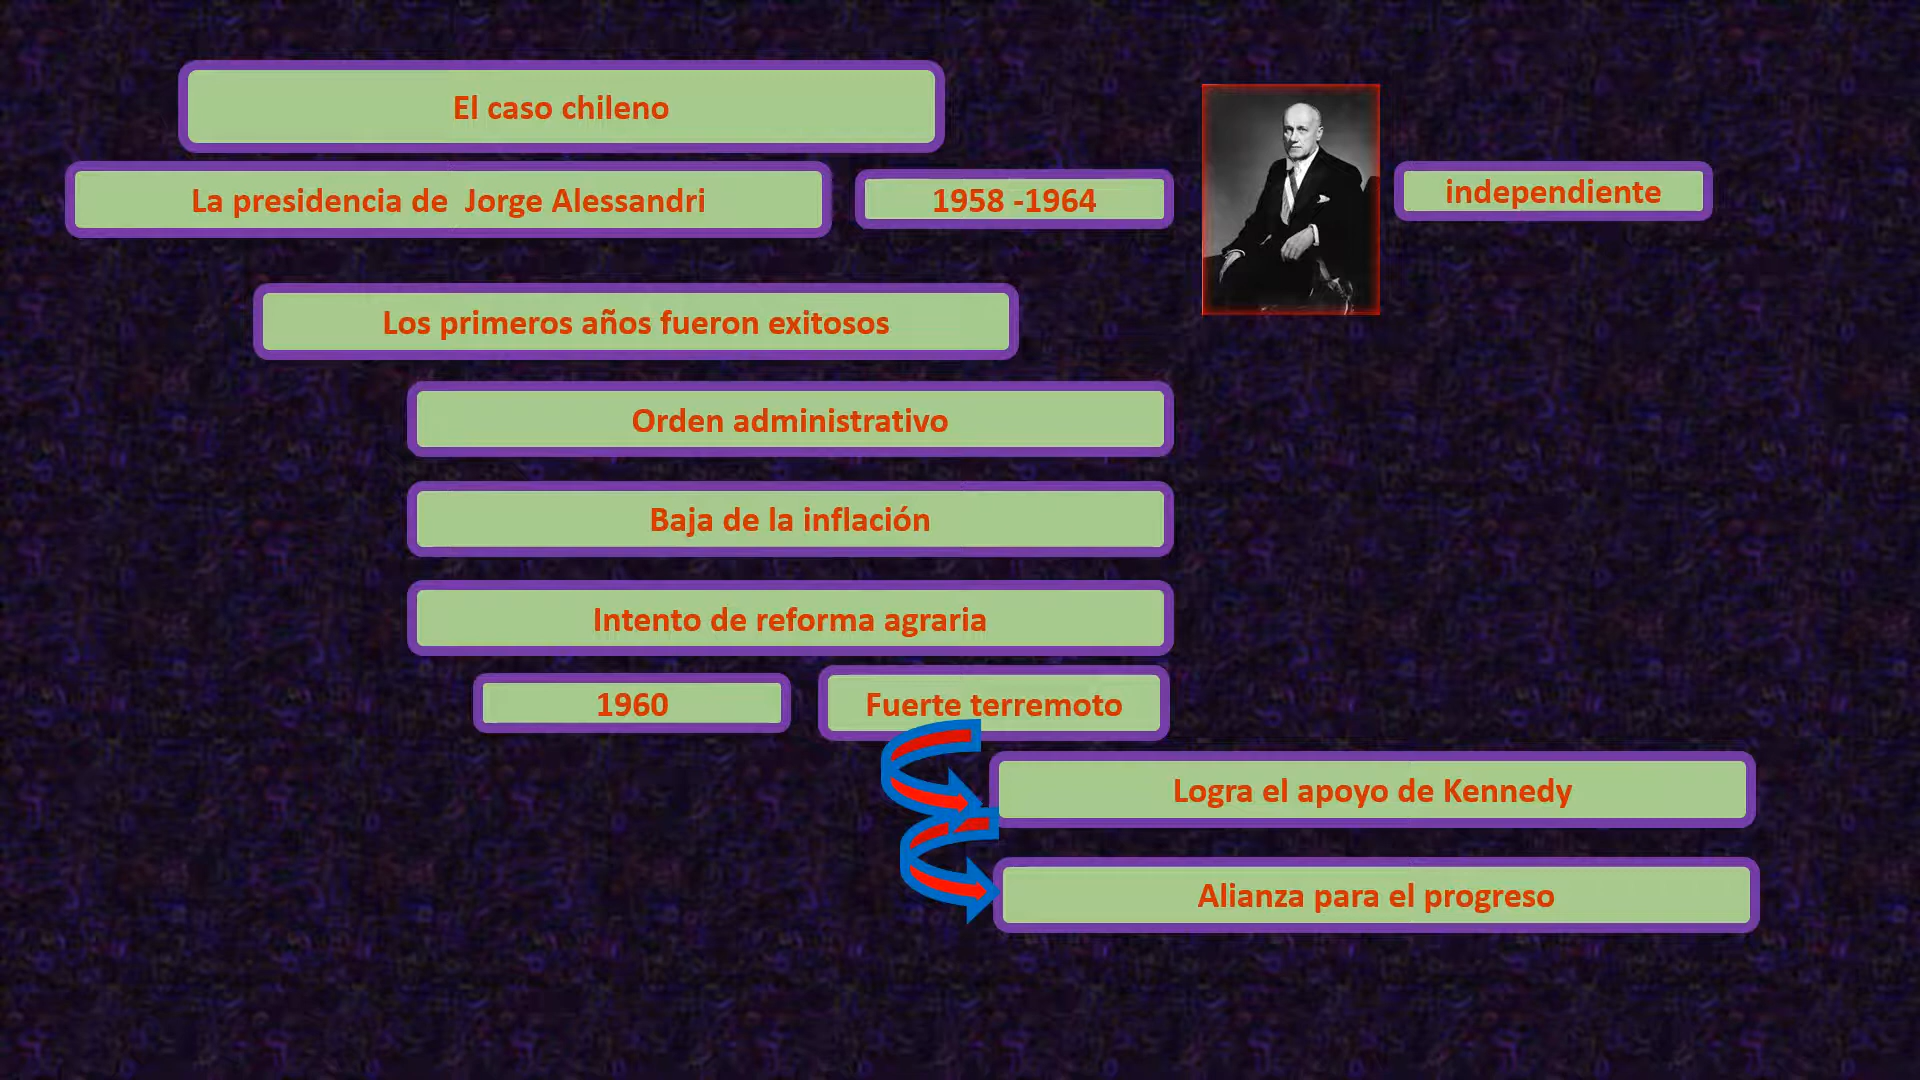 El caso chileno
La presidencia de  Jorge Alessandri
1958 -1964
independiente
Los primeros años fueron exitosos
Orden administrativo
Baja de la inflación
Intento de reforma agraria
1960
Fuerte terremoto
Logra el apoyo de Kennedy
Alianza para el progreso